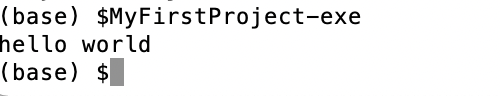 (base) $MyFirstProject-exe
hello world
(base) $